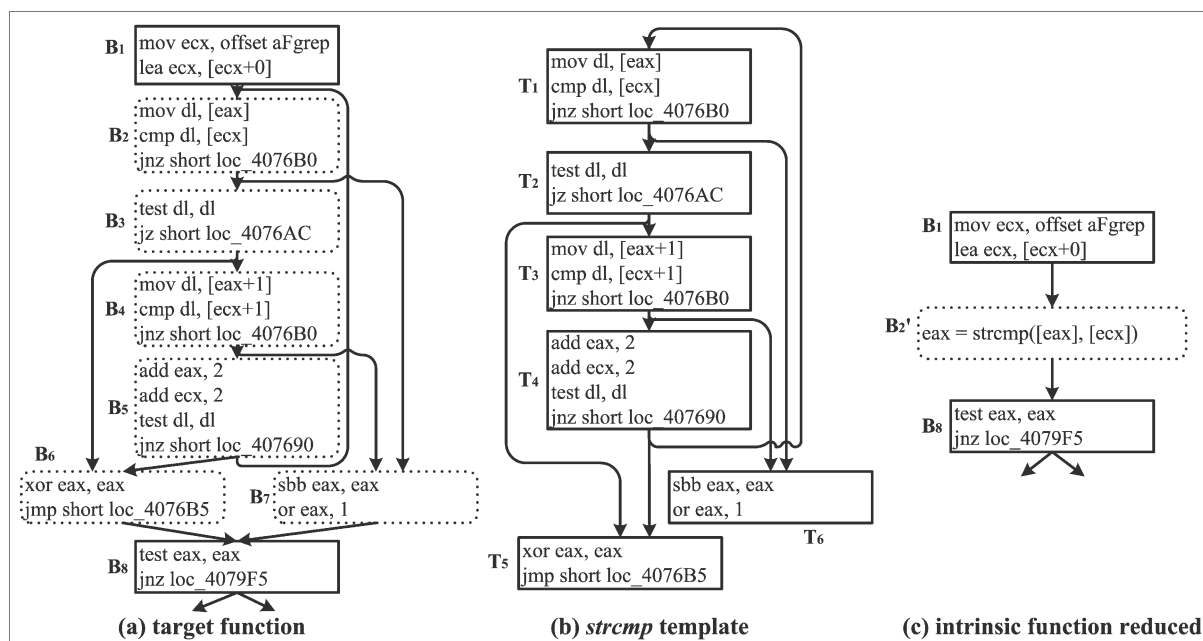 B1
mov ecx, offset aFgrep
lea ecx, [ecx+0]
B2
mov dl, [eax]
cmp dl, [ecx]
jnz short loc_4076B0
B3
test dl, dl
jz short loc_4076AC
B4
mov dl, [eax+1]
cmp dl, [ecx+1]
jnz short loc_4076B0
B5
add eax, 2
add ecx, 2
test dl, dl
jnz short loc_407690
B6
xor eax, eax
jmp short loc_4076B5
B7
sbb eax, eax
or eax, 1
B8
test eax, eax
jnz loc_4079F5
(a) target function
T1
mov dl, [eax]
cmp dl, [ecx]
jnz short loc_4076B0
T2
test dl, dl
jz short loc_4076AC
T3
mov dl, [eax+1]
cmp dl, [ecx+1]
jnz short loc_4076B0
T4
add eax, 2
add ecx, 2
test dl, dl
jnz short loc_407690
sbb eax, eax
or eax, 1
T6
T5
xor eax, eax
jmp short loc_4076B5
(b) strcmp template
B1
mov ecx, offset aFgrep
lea ecx, [ecx+0]
B2'
eax = strcmp([eax], [ecx])
B8
test eax, eax
jnz loc_4079F5
(c) intrinsic function reduced